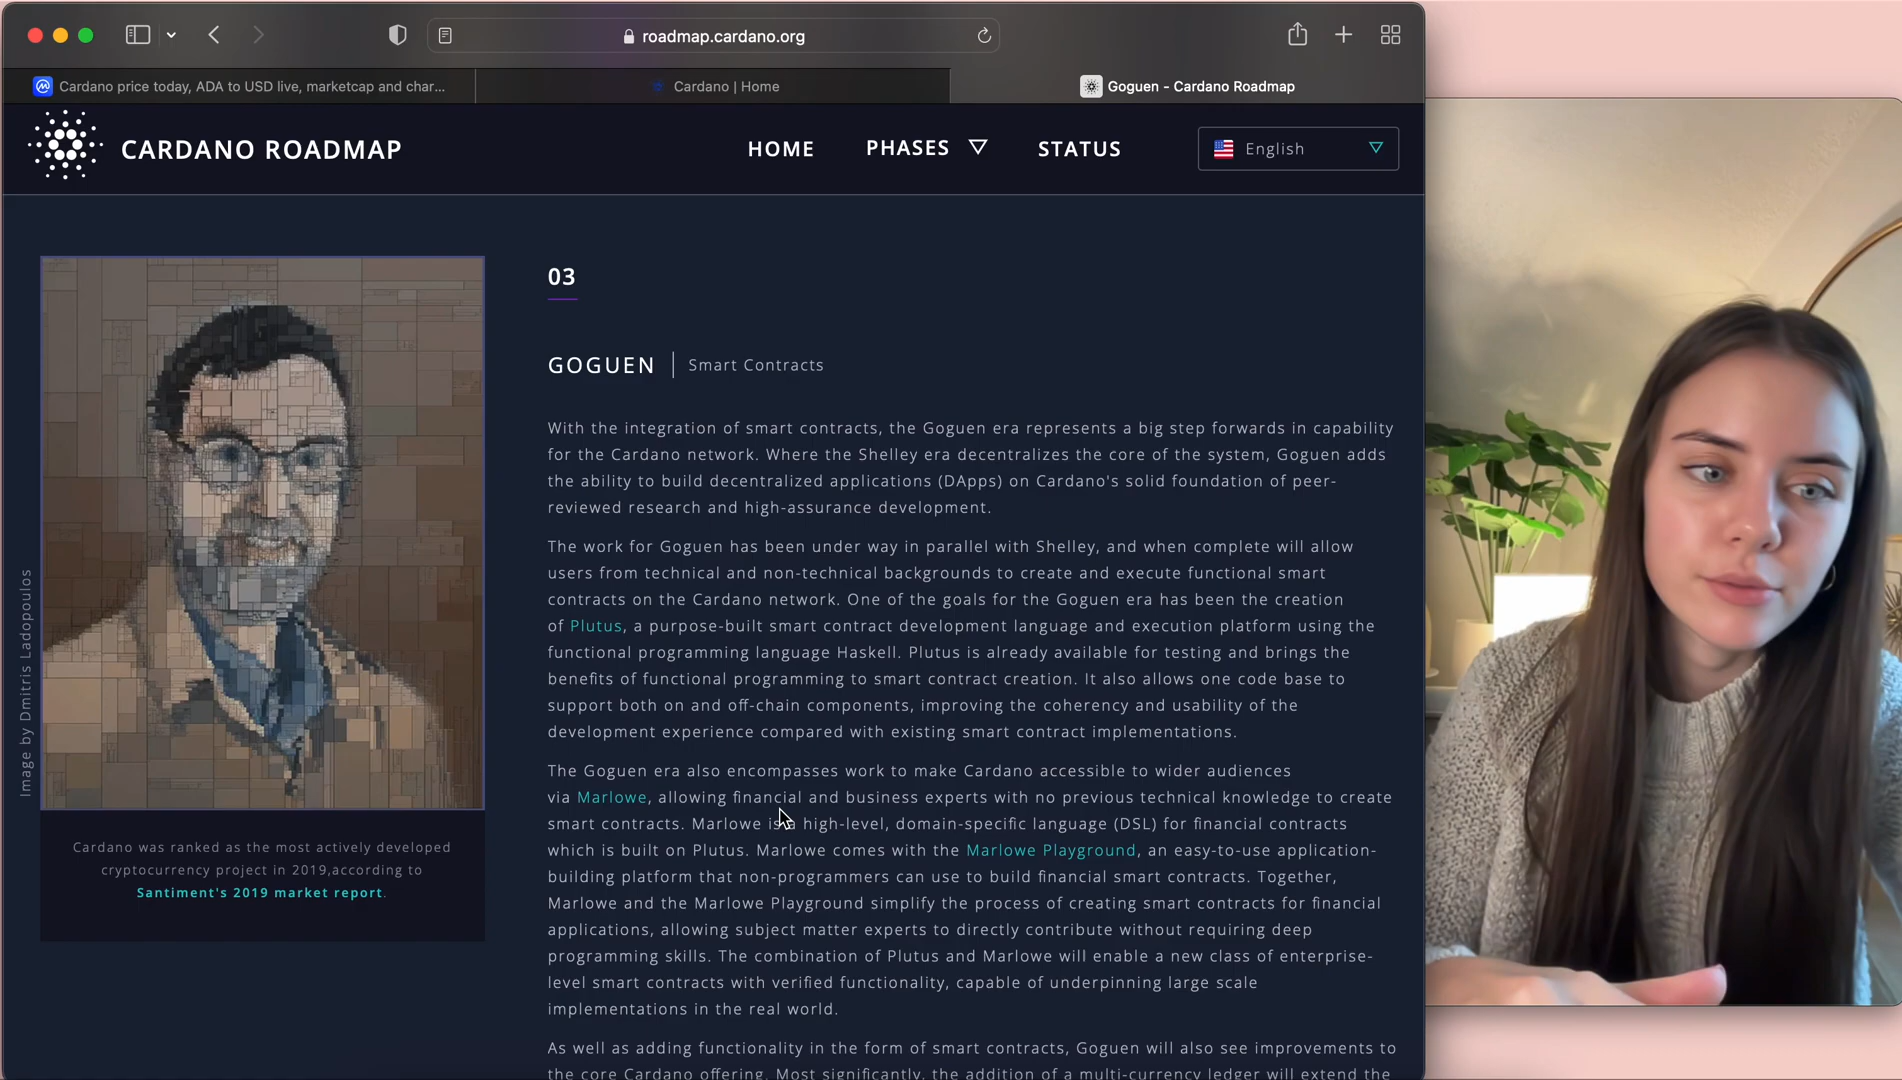 roadmap.cardano.org
Cardano price today, ADA to USD live, marketcap and char...
Cardano | Home
Goguen - Cardano Roadmap
CARDANO ROADMAP
HOME
PHASES
STATUS
English
03
GOGUEN | Smart Contracts
With the integration of smart contracts, the Goguen era represents a big step forwards in capability
for the Cardano network. Where the Shelley era decentralizes the core of the system, Goguen adds
the ability to build decentralized applications (DApps) on Cardano's solid foundation of peer-
reviewed research and high-assurance development.
The work for Goguen has been under way in parallel with Shelley, and when complete will allow
users from technical and non-technical backgrounds to create and execute functional smart
contracts on the Cardano network. One of the goals for the Goguen era has been the creation
of Plutus, a purpose-built smart contract development language and execution platform using the
functional programming language Haskell. Plutus is already available for testing and brings the
benefits of functional programming to smart contract creation. It also allows one code base to
support both on and off-chain components, improving the coherency and usability of the
development experience compared with existing smart contract implementations.
The Goguen era also encompasses work to make Cardano accessible to wider audiences
via Marlowe, allowing financial and business experts with no previous technical knowledge to create
smart contracts. Marlowe is a high-level, domain-specific language (DSL) for financial contracts
which is built on Plutus. Marlowe comes with the Marlowe Playground, an easy-to-use application-
building platform that non-programmers can use to build financial smart contracts. Together,
Marlowe and the Marlowe Playground simplify the process of creating smart contracts for financial
applications, allowing subject matter experts to directly contribute without requiring deep
programming skills. The combination of Plutus and Marlowe will enable a new class of enterprise-
level smart contracts with verified functionality, capable of underpinning large scale
implementations in the real world.
As well as adding functionality in the form of smart contracts, Goguen will also see improvements to
the core Cardano offering. Most significantly, the addition of a multi-currency ledger will extend the
Image by Dmitris Ladopoulos
Cardano was ranked as the most actively developed
cryptocurrency project in 2019,according to
Santiment's 2019 market report.